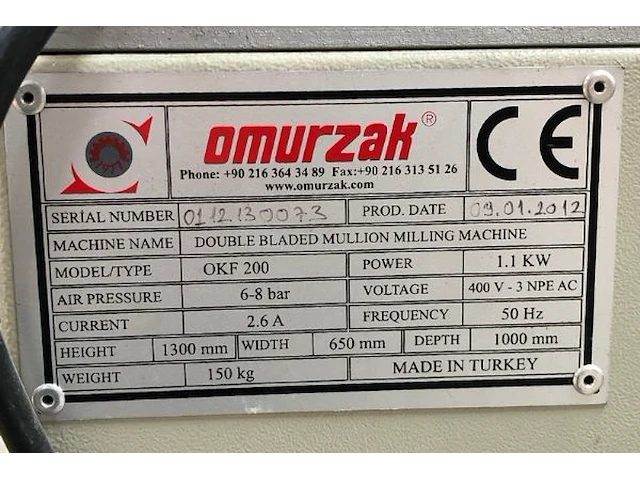 omurzak®
Phone: +90 216 364 34 89 Fax:+90 216 313 51 26
www.omurzak.com
CE
SERİAL NUMBER 0112130073 PROD. DATE 09.01.2012
MACHINE NAME DOUBLE BLADED MULLION MILLING MACHINE
MODEL/TYPE OKF 200 POWER 1.1 KW
AIR PRESSURE 6-8 bar VOLTAGE 400 V - 3 NPE AC
CURRENT 2.6 A FREQUENCY 50 Hz
HEIGHT 1300 mm WIDTH 650 mm DEPTH 1000 mm
WEIGHT 150 kg MADE IN TURKEY